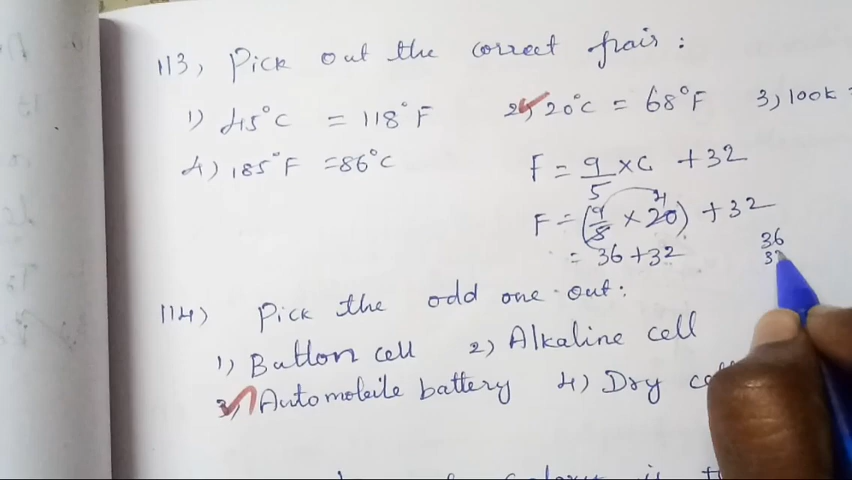 113, Pick out the correct pair :
1) 45°C = 118°F 2) 20°C = 68°F 3, 100K =
4) 185°F = 86°C
F = 9/5 x C + 32
F = (9/5 x 20) + 32
4
= 36 + 32
36
114) Pick the odd one out :
1) Button cell 2) Alkaline cell
3) Automobile battery 4) Dry